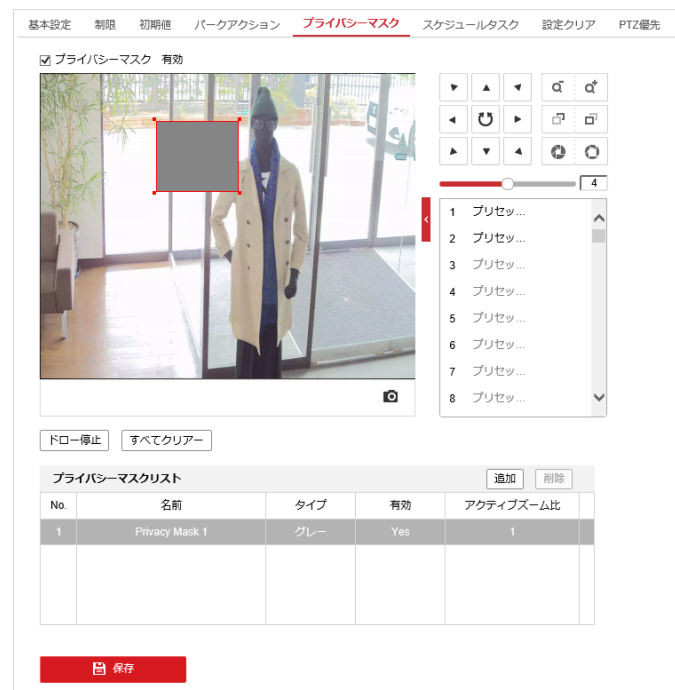 基本設定 制限 初期値 パークアクション プライバシーマスク スケジュールタスク 設定クリア PTZ優先
プライバシーマスク 有効
4
1 プリセッ...
2 プリセッ...
3 プリセッ...
4 プリセッ...
5 プリセッ...
6 プリセッ...
7 プリセッ...
8 プリセッ...
ドロー停止 すべてクリアー
プライバシーマスクリスト 追加 削除
No. 名前 タイプ 有効 アクティブズーム比
1 Privacy Mask 1 グレー Yes 1
保存